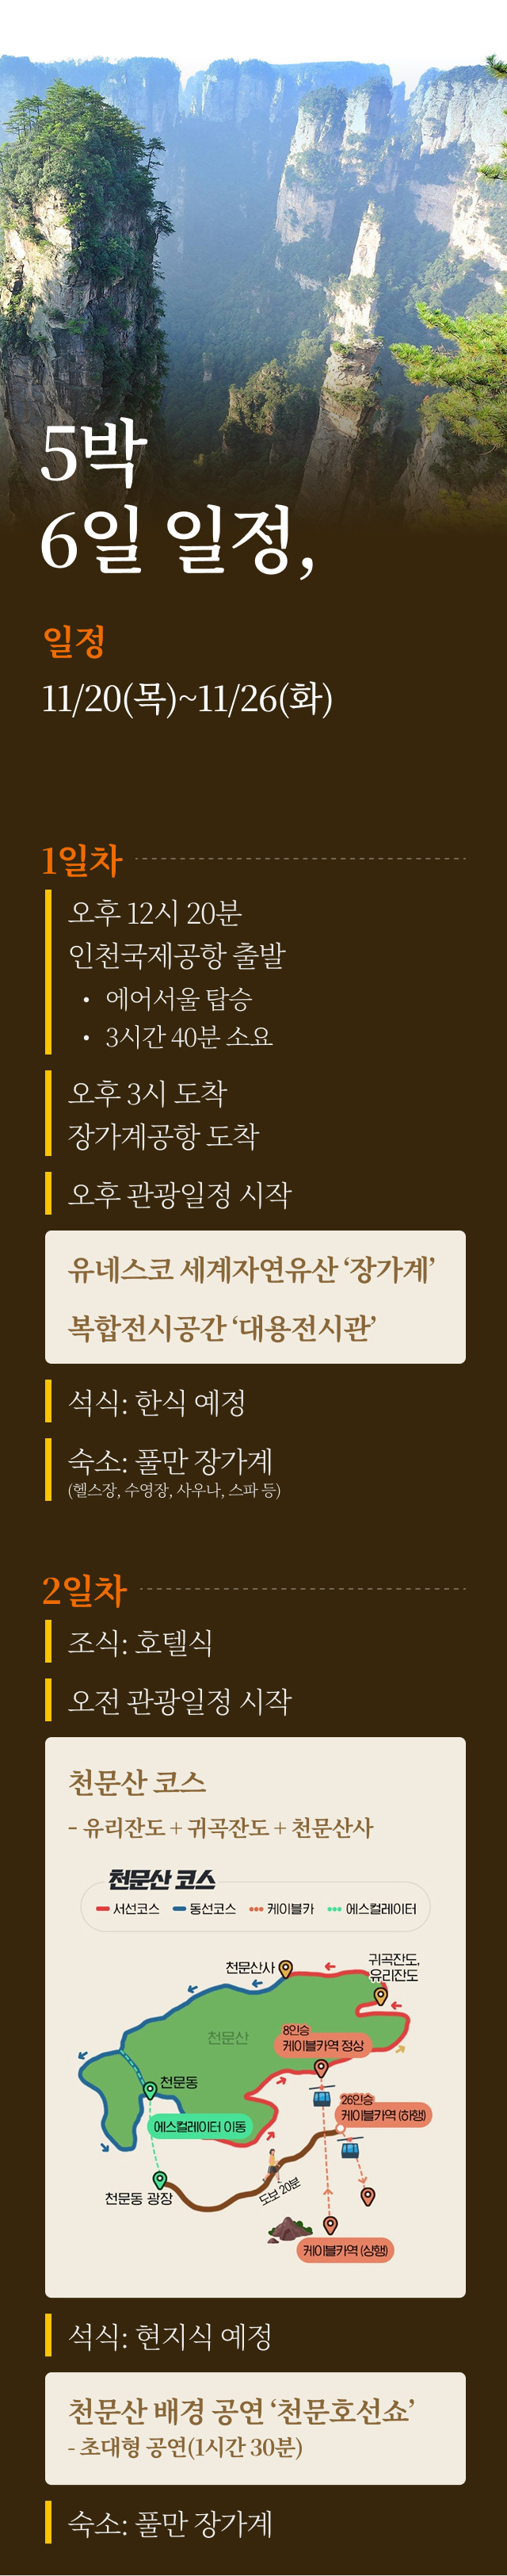 5박
6일 일정,
일정
11/20(목)~11/26(화)
1일차
오후 12시 20분
인천국제공항 출발
• 에어서울 탑승
• 3시간 40분 소요
오후 3시 도착
장가계공항 도착
오후 관광일정 시작
유네스코 세계자연유산 ‘장가계’
복합전시공간 ‘대용전시관’
석식: 한식 예정
숙소: 풀만 장가계
(헬스장, 수영장, 사우나, 스파 등)
2일차
조식: 호텔식
오전 관광일정 시작
천문산 코스
- 유리잔도 + 귀곡잔도 + 천문산사
천문산 코스
서선코스 동선코스 케이블카 에스컬레이터
천문산사
귀곡잔도,
유리잔도
천문산
8인승
케이블카역 정상
천문동
26인승
케이블카역 (하행)
에스컬레이터 이동
천문동 광장
도보 20분
케이블카역 (상행)
석식: 현지식 예정
천문산 배경 공연 ‘천문호선쇼’
- 초대형 공연(1시간 30분)
숙소: 풀만 장가계